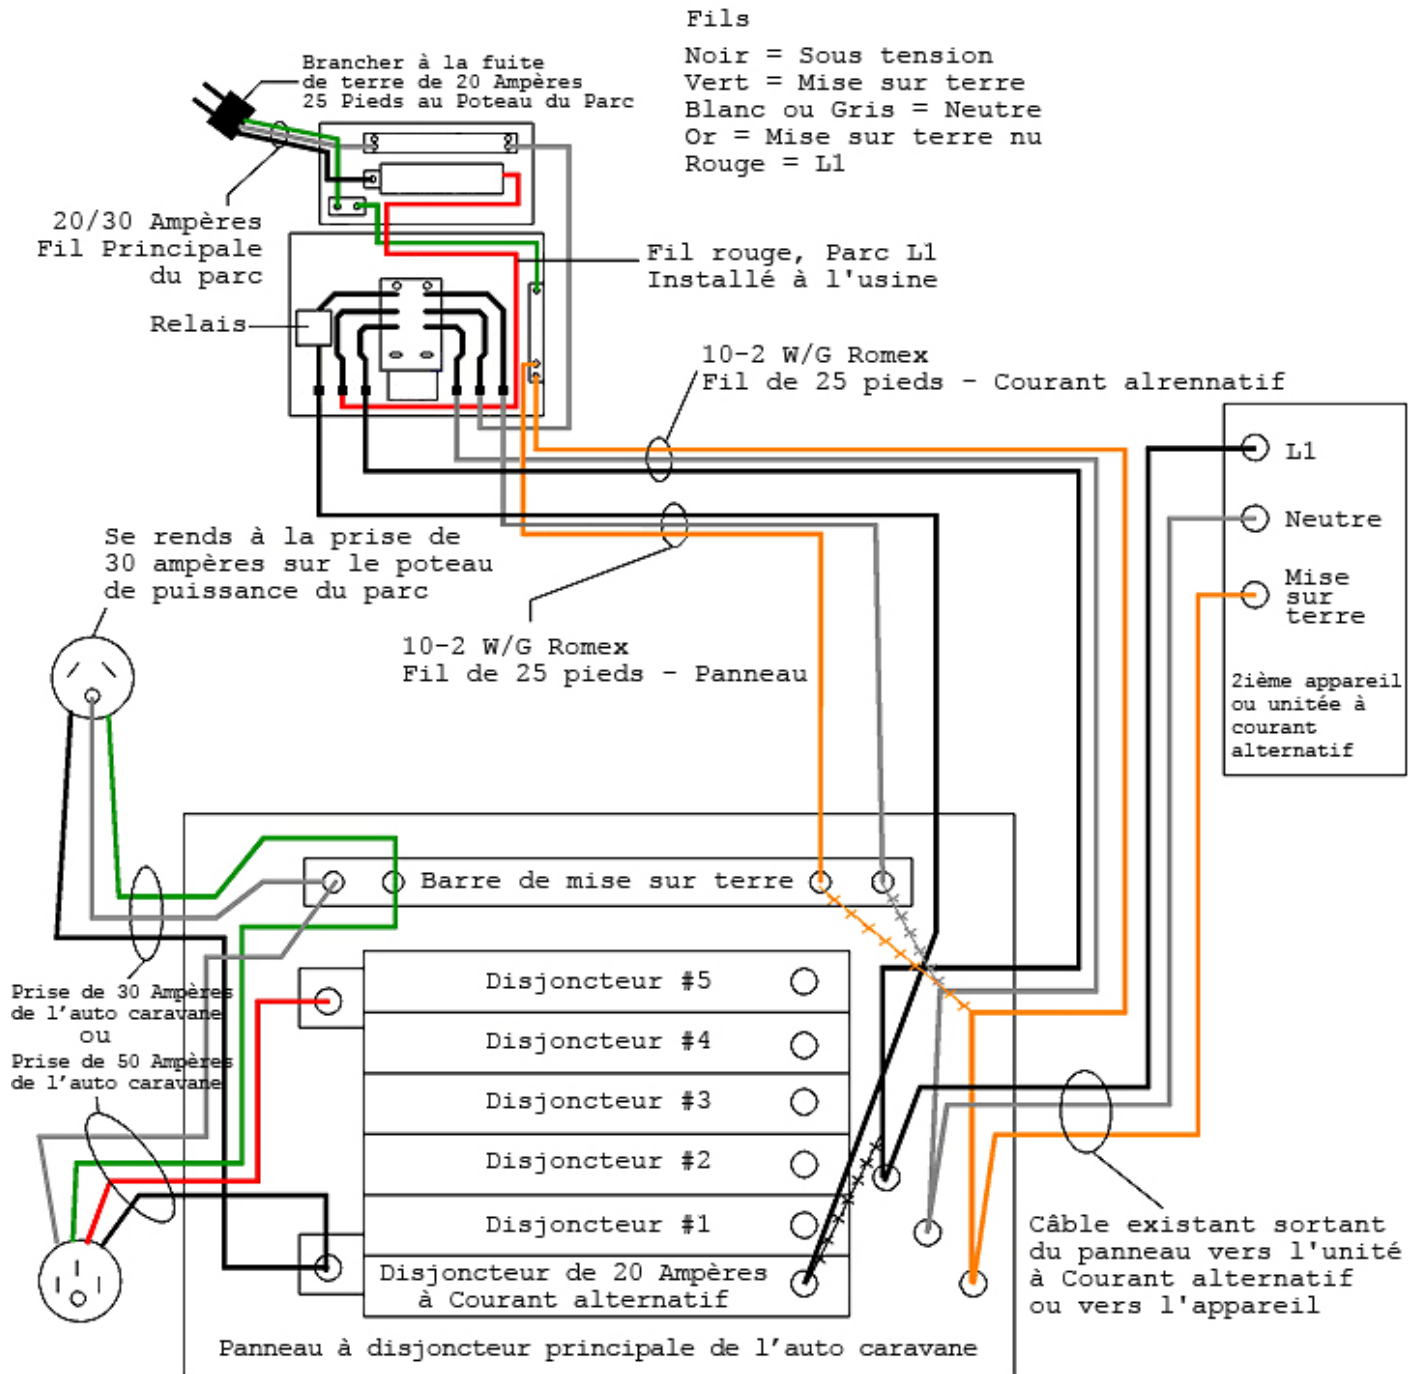 Fils
Noir = Sous tension
Vert = Mise sur terre
Blanc ou Gris = Neutre
Or = Mise sur terre nu
Rouge = L1
Brancher à la fuite
de terre de 20 Ampères
25 Pieds au Poteau du Parc
20/30 Ampères
Fil Principale
du parc
Fil rouge, Parc L1
Installé à l'usine
Relais
10-2 W/G Romex
Fil de 25 pieds - Courant alrennatif
L1
Neutre
Mise
sur
terre
2ième appareil
ou unitée à
courant
alternatif
Se rends à la prise de
30 ampères sur le poteau
de puissance du parc
10-2 W/G Romex
Fil de 25 pieds - Panneau
Barre de mise sur terre
Prise de 30 Ampères
de l'auto caravane
ou
Prise de 50 Ampères
de l'auto caravane
Disjoncteur #5
Disjoncteur #4
Disjoncteur #3
Disjoncteur #2
Disjoncteur #1
Disjoncteur de 20 Ampères
à Courant alternatif
Câble existant sortant
du panneau vers l'unité
à Courant alternatif
ou vers l'appareil
Panneau à disjoncteur principale de l'auto caravane